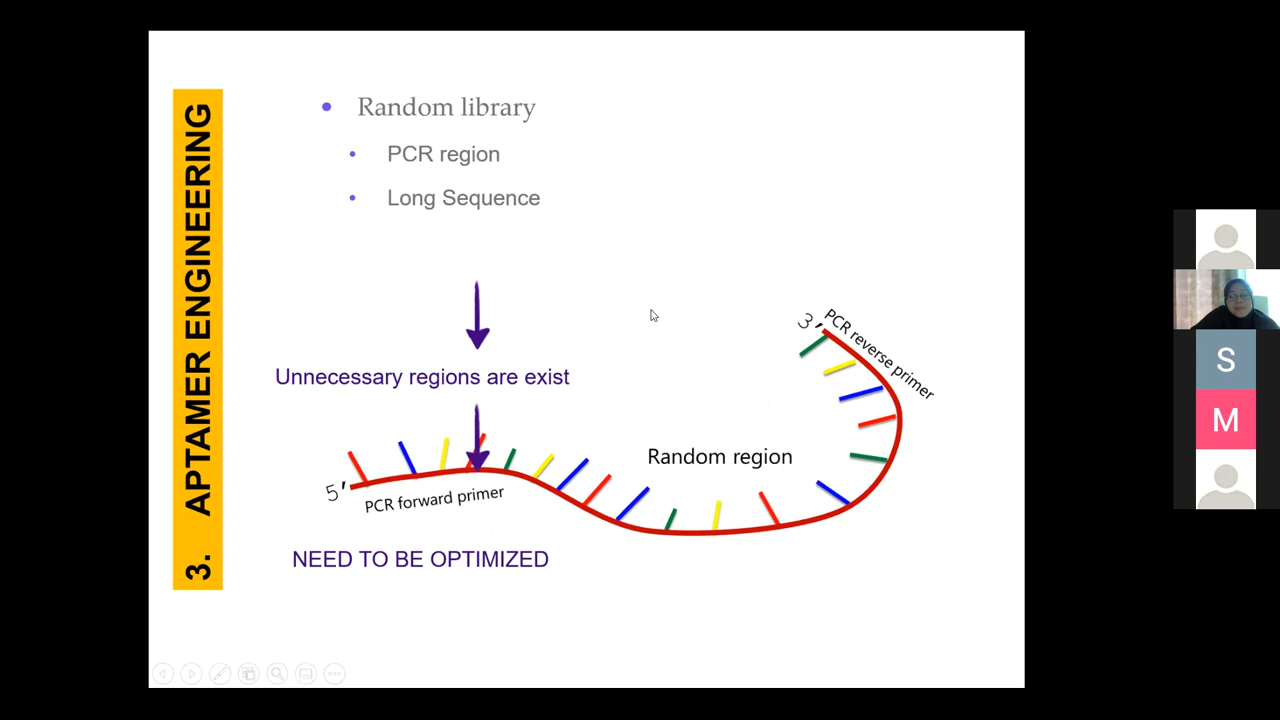 3. APTAMER ENGINEERING
• Random library
• PCR region
• Long Sequence
Unnecessary regions are exist
5′
PCR forward primer
Random region
3′
PCR reverse primer
NEED TO BE OPTIMIZED
S
M